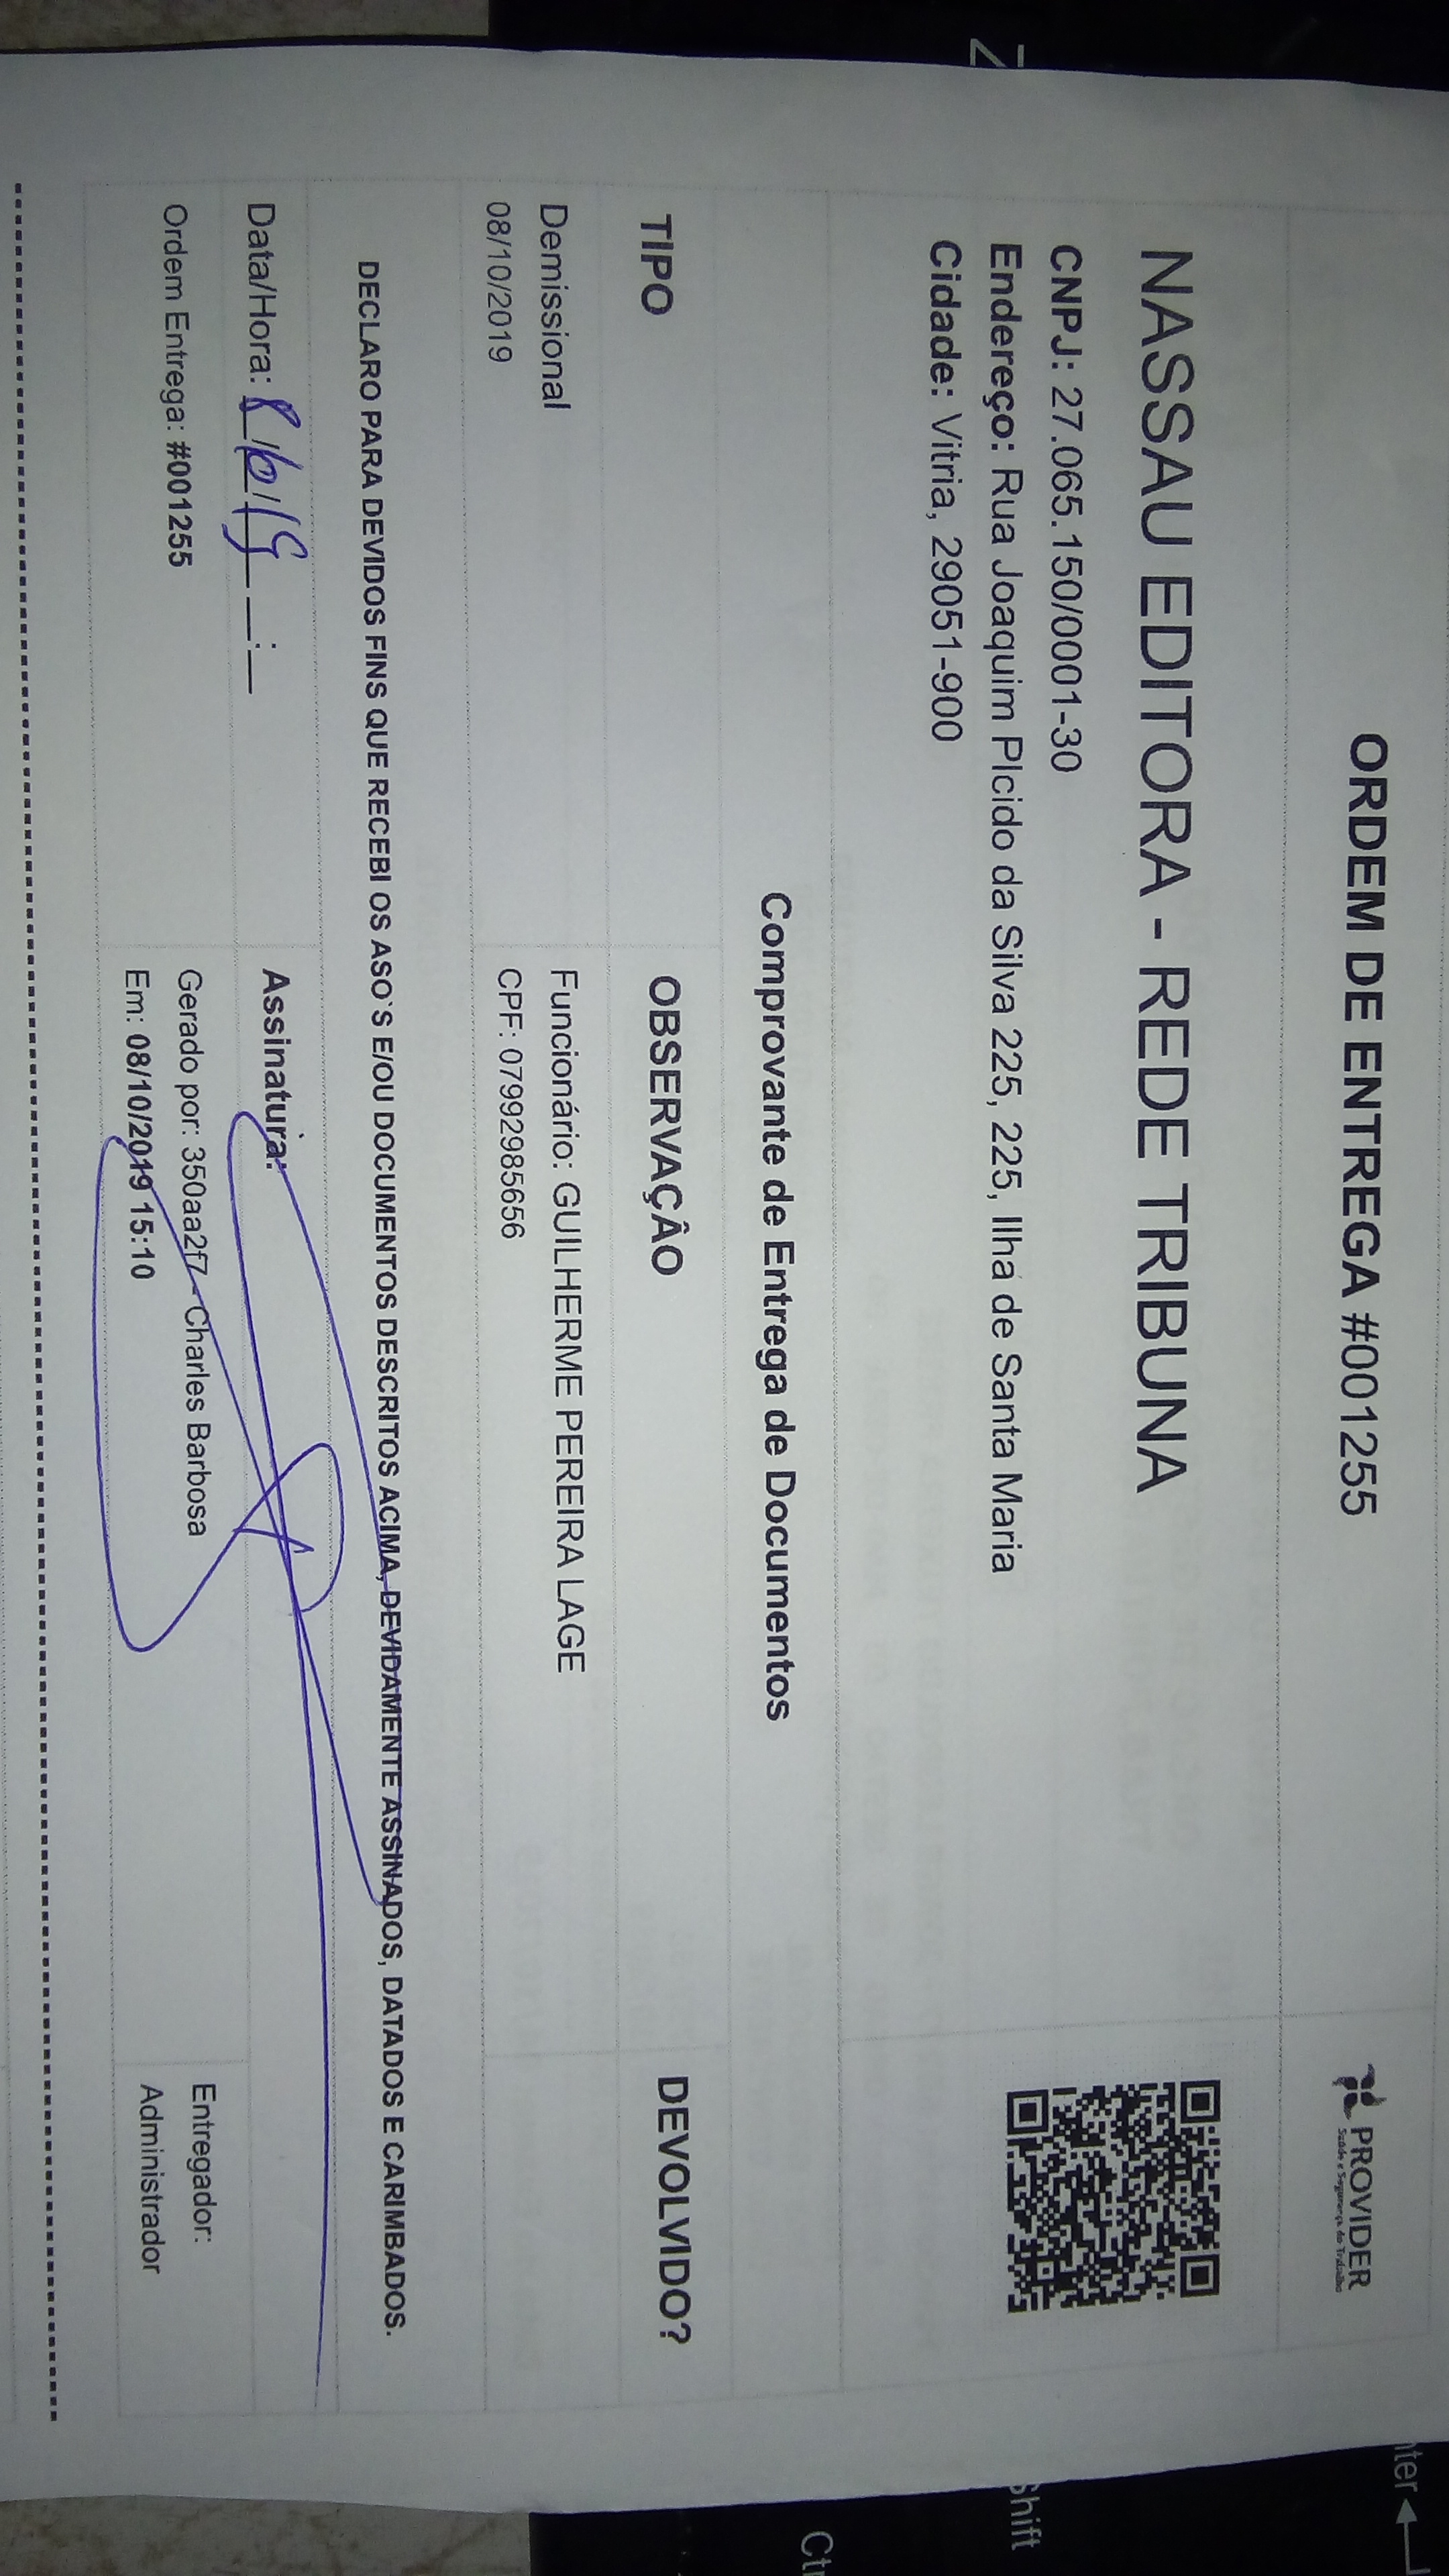 ORDEM DE ENTREGA #001255
PROVIDER
Saúde e Segurança do Trabalho
NASSAU EDITORA - REDE TRIBUNA
CNPJ: 27.065.150/0001-30
Endereço: Rua Joaquim Plcido da Silva 225, 225, Ilha de Santa Maria
Cidade: Vitria, 29051-900
Comprovante de Entrega de Documentos
TIPO OBSERVAÇÂO DEVOLVIDO?
Demissional Funcionário: GUILHERME PEREIRA LAGE
08/10/2019 CPF: 07992985656
DECLARO PARA DEVIDOS FINS QUE RECEBI OS ASO`S E/OU DOCUMENTOS DESCRITOS ACIMA, DEVIDAMENTE ASSINADOS, DATADOS E CARIMBADOS.
Data/Hora: 8/10/19 __:__ Assinatura:
Ordem Entrega: #001255 Gerado por: 350aa2f7 - Charles Barbosa Entregador:
Em: 08/10/2019 15:10 Administrador
Z
Shift